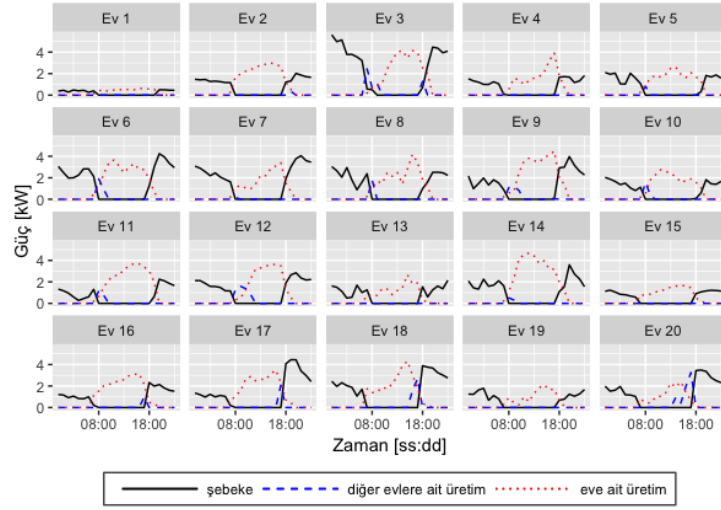 Ev 1 Ev 2 Ev 3 Ev 4 Ev 5
4
2
0
Ev 6 Ev 7 Ev 8 Ev 9 Ev 10
4
2
0
Ev 11 Ev 12 Ev 13 Ev 14 Ev 15
4
2
0
Ev 16 Ev 17 Ev 18 Ev 19 Ev 20
4
2
0
Güç [kW]
08:00 18:00 08:00 18:00 08:00 18:00 08:00 18:00 08:00 18:00
Zaman [ss:dd]
şebeke diğer evlere ait üretim eve ait üretim